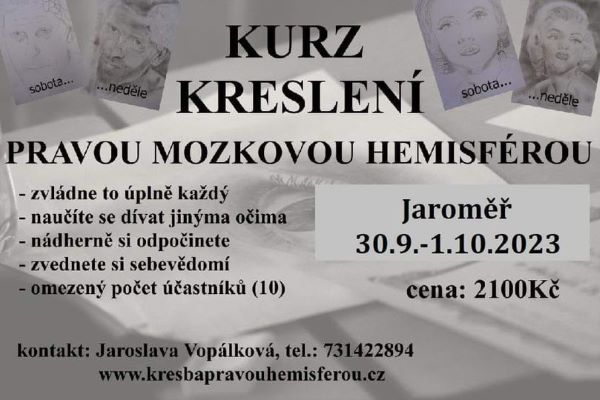 sobota...
...neděle
sobota...
...neděle
KURZ
KRESLENÍ
PRAVOU MOZKOVOU HEMISFÉROU
- zvládne to úplně každý
- naučíte se dívat jinýma očima
- nádherně si odpočinete
- zvednete si sebevědomí
- omezený počet účastníků (10)
Jaroměř
30.9.-1.10.2023
cena: 2100Kč
kontakt: Jaroslava Vopálková, tel.: 731422894
www.kresbapravouhemisferou.cz